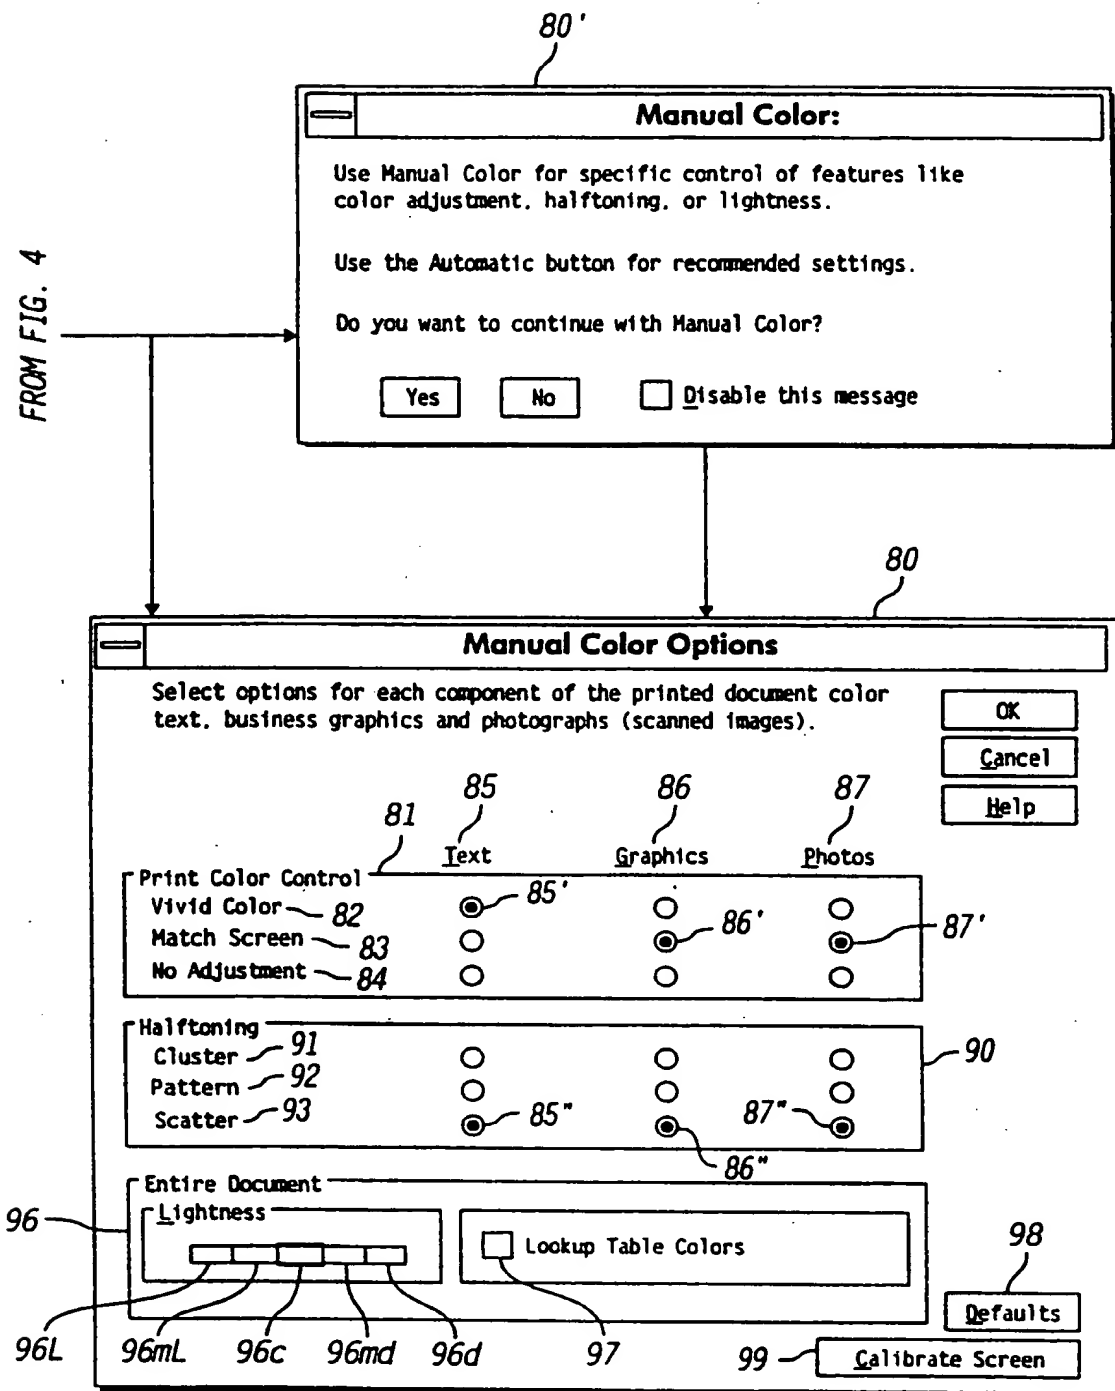 80'
Manual Color:
Use Manual Color for specific control of features like
color adjustment, halftoning, or lightness.
Use the Automatic button for recommended settings.
Do you want to continue with Manual Color?
Yes No Disable this message
FROM FIG. 4
80
Manual Color Options
Select options for each component of the printed document color
text, business graphics and photographs (scanned images).
OK
Cancel
Help
81 85 86 87
Text Graphics Photos
Print Color Control
Vivid Color 82 85'
Match Screen 83 86' 87'
No Adjustment 84
Halftoning
Cluster 91 90
Pattern 92
Scatter 93 85" 87"
86"
Entire Document
96 Lightness
Lookup Table Colors 98
Defaults
96L 96mL 96c 96md 96d 97 99 Calibrate Screen